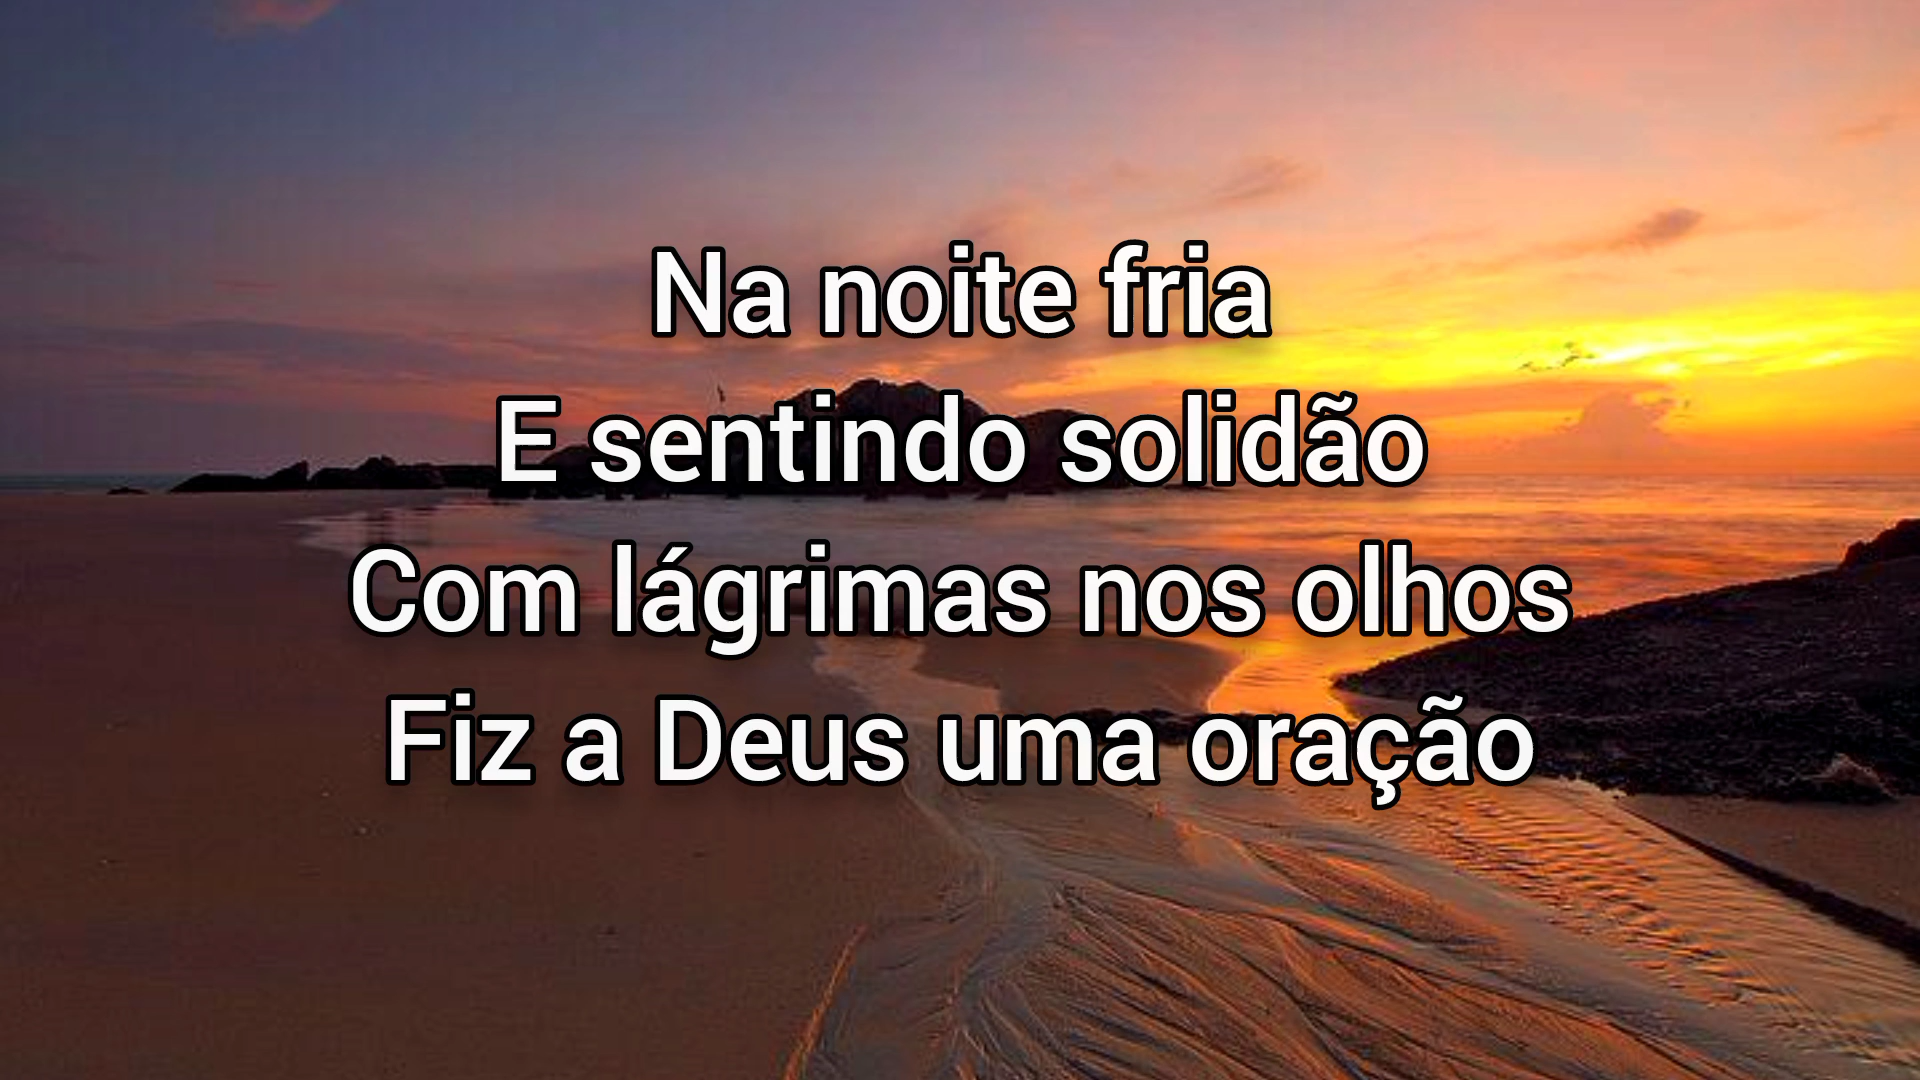 Na noite fria
E sentindo solidão
Com lágrimas nos olhos
Fiz a Deus uma oração